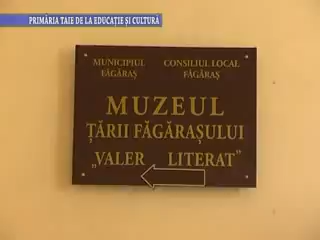 PRIMĂRIA TAIE DE LA EDUCAȚIE ȘI CULTURĂ
MUNICIPIUL CONSILIUL LOCAL
FĂGĂRAȘ FĂGĂRAȘ
MUZEUL
ȚĂRII FĂGĂRAȘULUI
„VALER LITERAT”